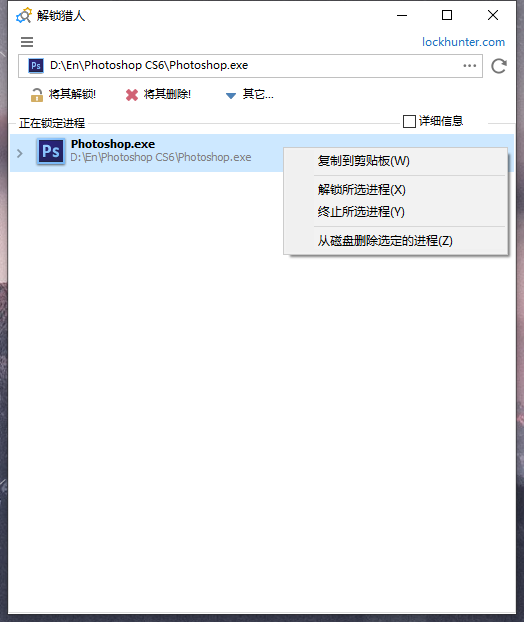 解锁猎人
lockhunter.com
Ps D:\En\Photoshop CS6\Photoshop.exe
将其解锁! 将其删除! 其它...
正在锁定进程 详细信息
Ps Photoshop.exe
D:\En\Photoshop CS6\Photoshop.exe
复制到剪贴板(W)
解锁所选进程(X)
终止所选进程(Y)
从磁盘删除选定的进程(Z)